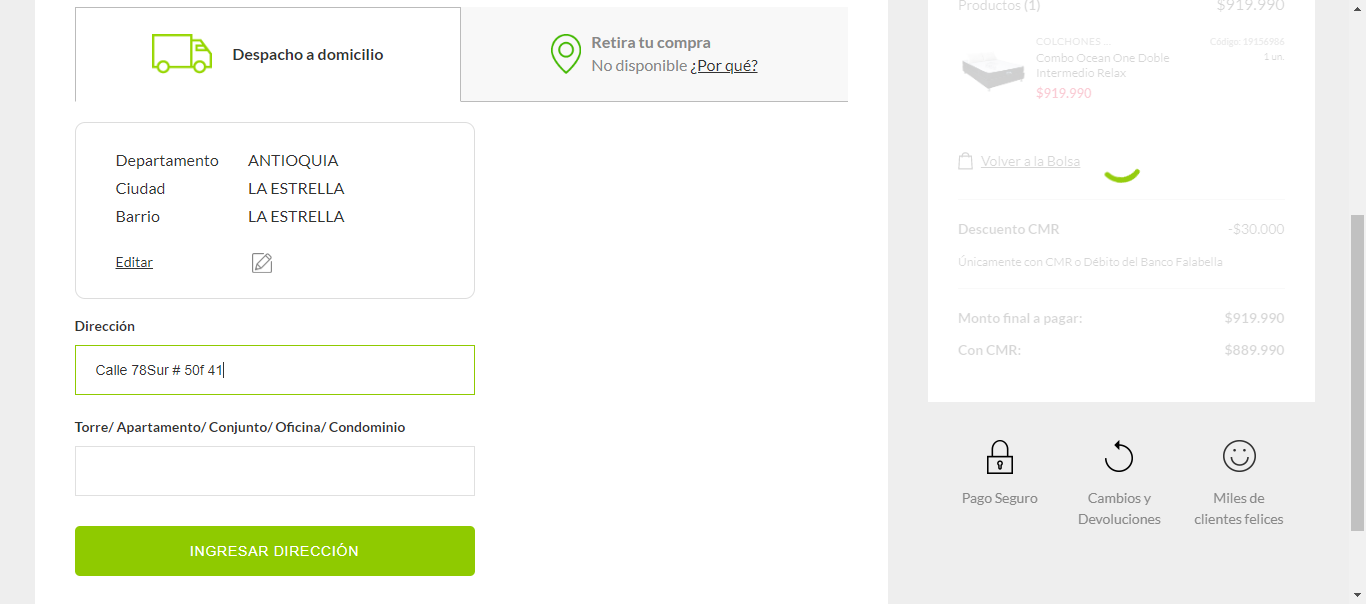 Despacho a domicilio
Retira tu compra
No disponible ¿Por qué?
Departamento ANTIOQUIA
Ciudad LA ESTRELLA
Barrio LA ESTRELLA
Editar
Dirección
Calle 78Sur # 50f 41
Torre/ Apartamento/ Conjunto/ Oficina/ Condominio
INGRESAR DIRECCIÓN
Productos (1) $919.990
COLCHONES ... Código: 19156986
Combo Ocean One Doble 1 un.
Intermedio Relax
$919.990
Volver a la Bolsa
Descuento CMR -$30.000
Únicamente con CMR o Débito del Banco Falabella
Monto final a pagar: $919.990
Con CMR: $889.990
Pago Seguro
Cambios y
Devoluciones
Miles de
clientes felices